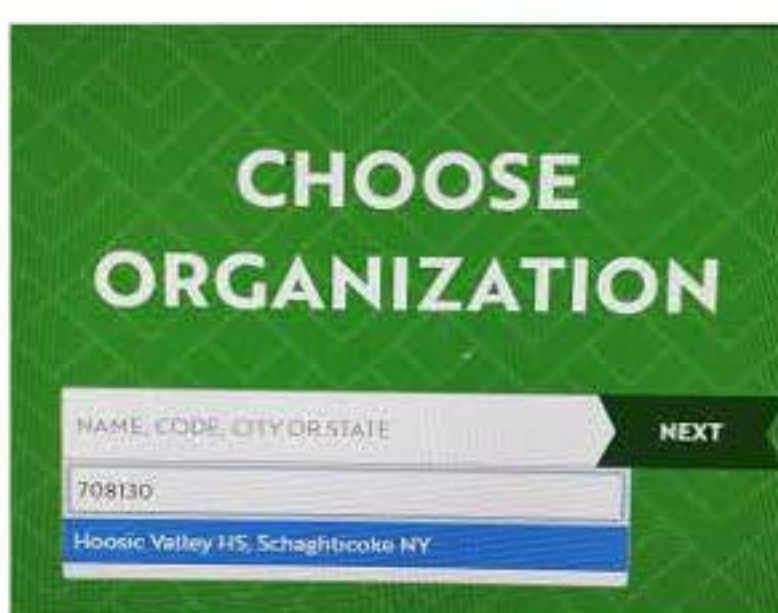 CHOOSE
ORGANIZATION
NAME, CODE, CITY OR STATE
NEXT
708130
Hoosic Valley HS, Schaghticoke NY